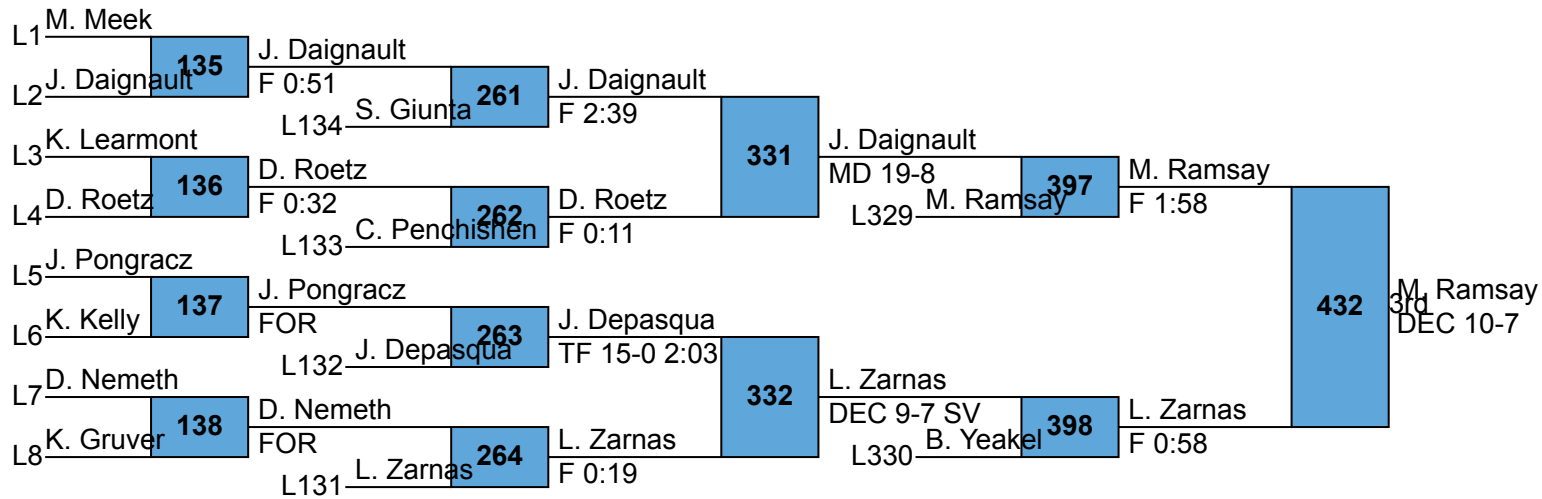 L1 M. Meek
135
J. Daignault
F 0:51
L2 J. Daignault
261
J. Daignault
F 2:39
L134 S. Giunta
L3 K. Learmont
331
J. Daignault
MD 19-8
136
D. Roetz
F 0:32
397
M. Ramsay
F 1:58
L4 D. Roetz
262
D. Roetz
F 0:11
L329 M. Ramsay
L133 C. Penchishen
L5 J. Pongracz
137
J. Pongracz
FOR
432
3rd
M. Ramsay
DEC 10-7
L6 K. Kelly
263
J. Depasqua
TF 15-0 2:03
L132 J. Depasqua
L7 D. Nemeth
332
L. Zarnas
DEC 9-7 SV
138
D. Nemeth
FOR
398
L. Zarnas
F 0:58
L8 K. Gruver
264
L. Zarnas
F 0:19
L330 B. Yeakel
L131 L. Zarnas